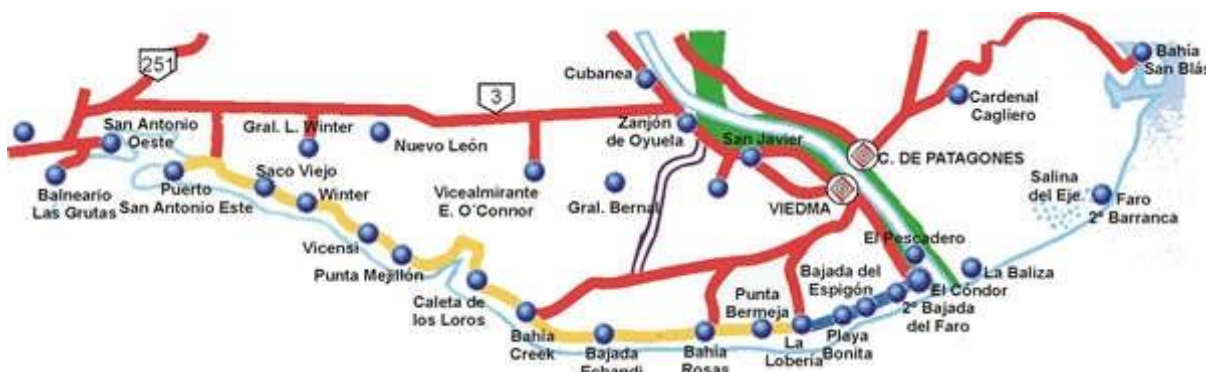 251
3
Cubanea
Bahía
San Blás
Cardenal
Cagliero
San Antonio
Oeste
Gral. L. Winter
Nuevo León
Zanjón
de Oyuela
San Javier
C. DE PATAGONES
Balneario
Las Grutas
Puerto
San Antonio Este
Saco Viejo
Winter
Vicealmirante
E. O'Connor
Gral. Bernal
VIEDMA
Salina
del Eje.
Faro
2ª Barranca
Vicensi
Punta Mejillón
El Pescadero
La Baliza
Caleta de
los Loros
Bajada del
Espigón
El Cóndor
2ª Bajada
del Faro
Punta
Bermeja
Bahía
Creek
Bajada
Echandi
Bahía
Rosas
La
Lobería
Playa
Bonita